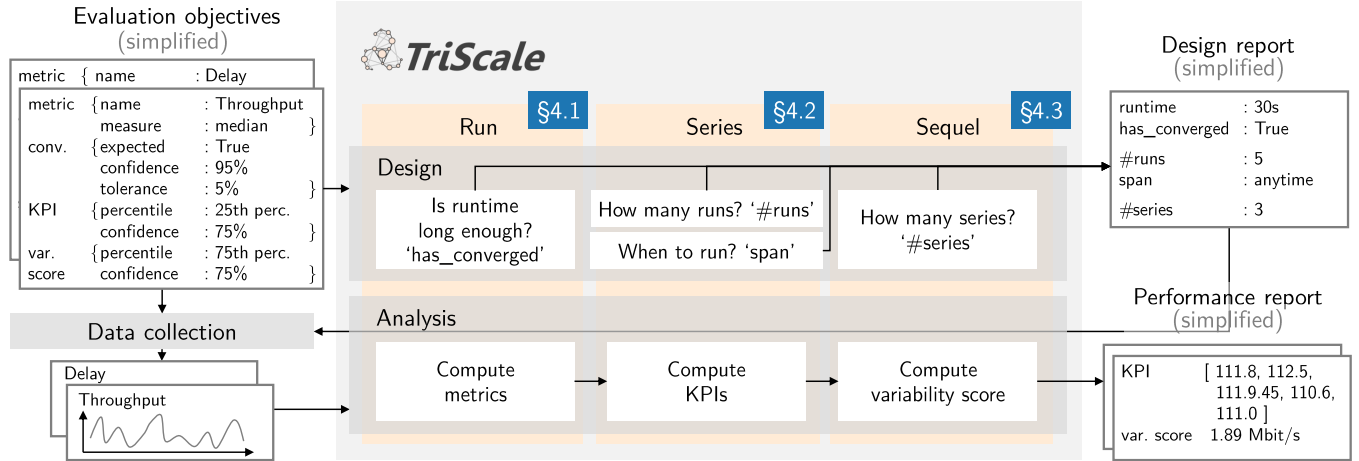 Evaluation objectives
(simplified)
metric { name : Delay
metric { name : Throughput
measure : median }
conv. { expected : True
confidence : 95%
tolerance : 5% }
KPI { percentile : 25th perc.
confidence : 75% }
var. { percentile : 75th perc.
score confidence : 75% }
Data collection
Delay
Throughput
TriScale
Run
§4.1
Series
§4.2
Sequel
§4.3
Design
Is runtime
long enough?
‘has_converged’
How many runs? ‘#runs’
When to run? ‘span’
How many series?
‘#series’
Analysis
Compute
metrics
Compute
KPIs
Compute
variability score
Design report
(simplified)
runtime : 30s
has_converged : True
#runs : 5
span : anytime
#series : 3
Performance report
(simplified)
KPI [ 111.8, 112.5,
111.9.45, 110.6,
111.0 ]
var. score 1.89 Mbit/s